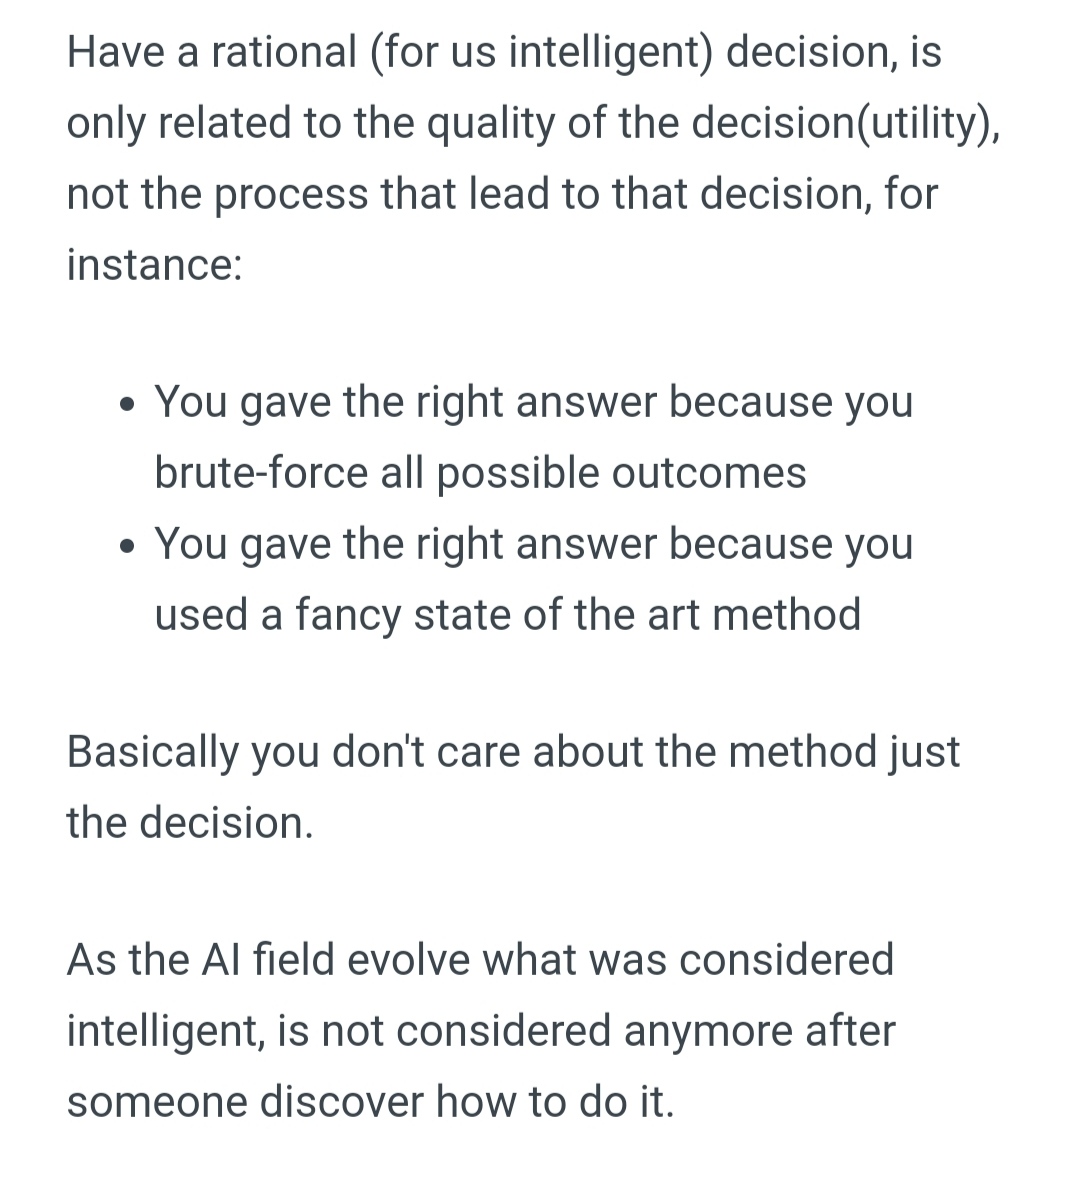 Have a rational (for us intelligent) decision, is
only related to the quality of the decision(utility),
not the process that lead to that decision, for
instance:
• You gave the right answer because you
brute-force all possible outcomes
• You gave the right answer because you
used a fancy state of the art method
Basically you don't care about the method just
the decision.
As the AI field evolve what was considered
intelligent, is not considered anymore after
someone discover how to do it.